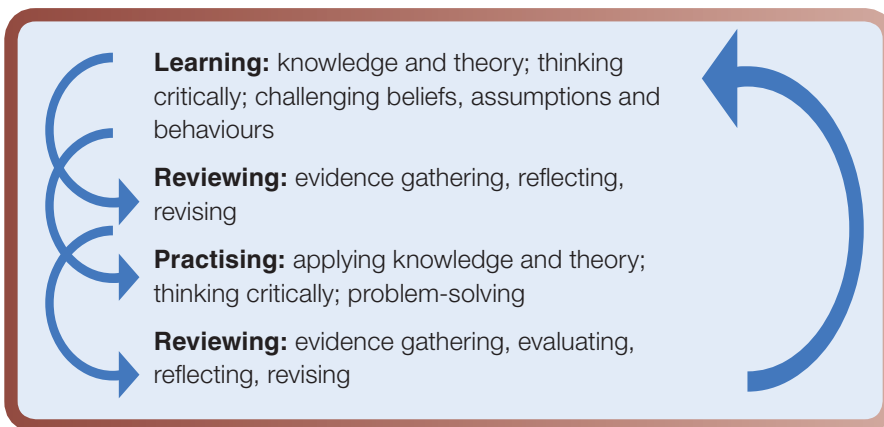 Learning: knowledge and theory; thinking
critically; challenging beliefs, assumptions and
behaviours
Reviewing: evidence gathering, reflecting,
revising
Practising: applying knowledge and theory;
thinking critically; problem-solving
Reviewing: evidence gathering, evaluating,
reflecting, revising